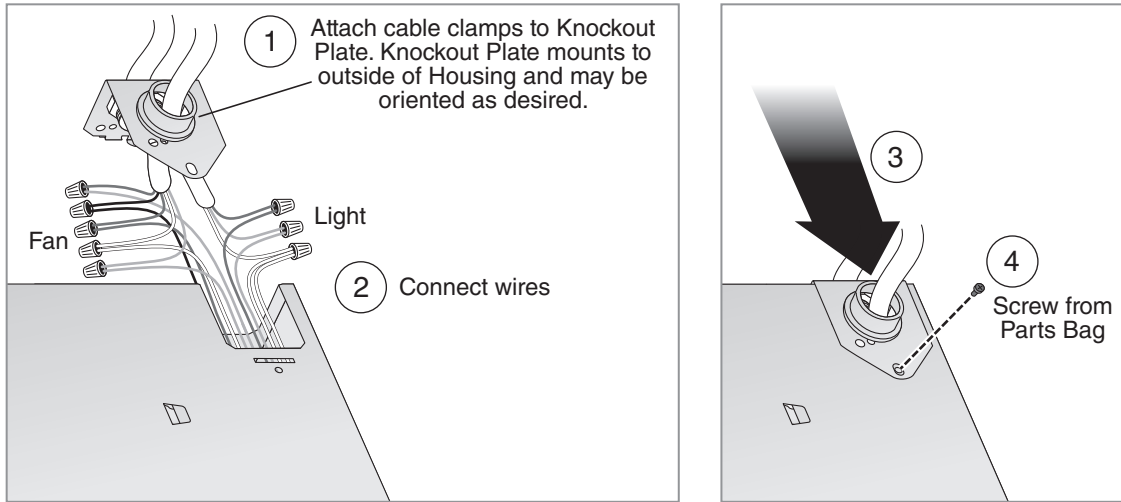 1
Attach cable clamps to Knockout
Plate. Knockout Plate mounts to
outside of Housing and may be
oriented as desired.
Fan
Light
2
Connect wires
3
4
Screw from
Parts Bag